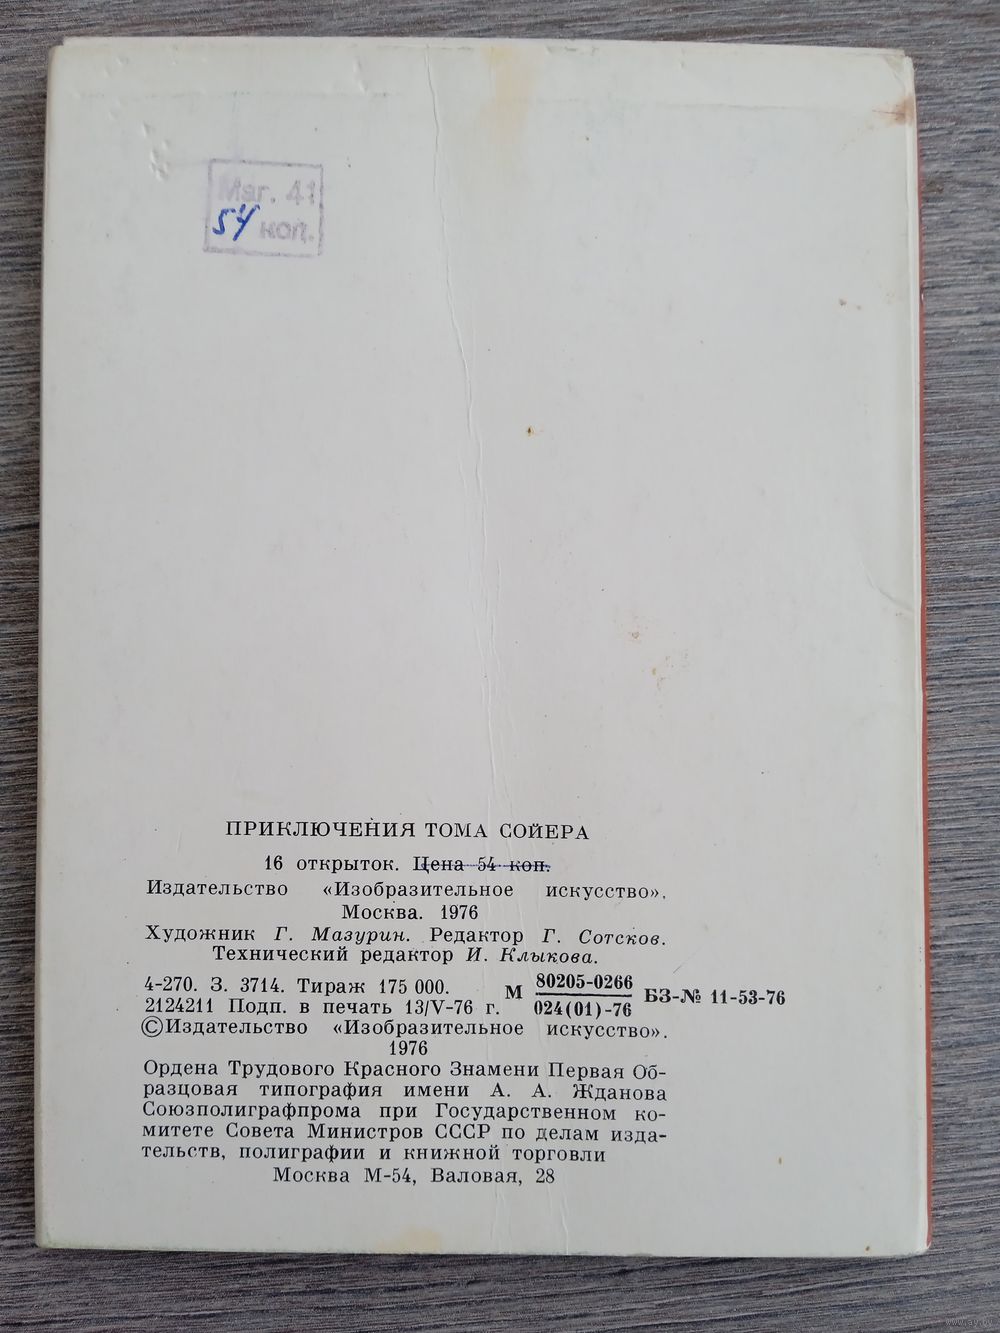 Маг. 41
54 коп.
ПРИКЛЮЧЕНИЯ ТОМА СОЙЕРА
16 открыток. Цена 54 коп.
Издательство «Изобразительное искусство».
Москва. 1976
Художник Г. Мазурин. Редактор Г. Сотсков.
Технический редактор И. Клыкова.
4-270. З. 3714. Тираж 175 000.
2124211 Подп. в печать 13/V-76 г.
М 80205-0266
024(01)-76
БЗ-№ 11-53-76
©Издательство «Изобразительное искусство».
1976
Ордена Трудового Красного Знамени Первая Об-
разцовая типография имени А. А. Жданова
Союзполиграфпрома при Государственном ко-
митете Совета Министров СССР по делам изда-
тельств, полиграфии и книжной торговли
Москва М-54, Валовая, 28
www.ay.by